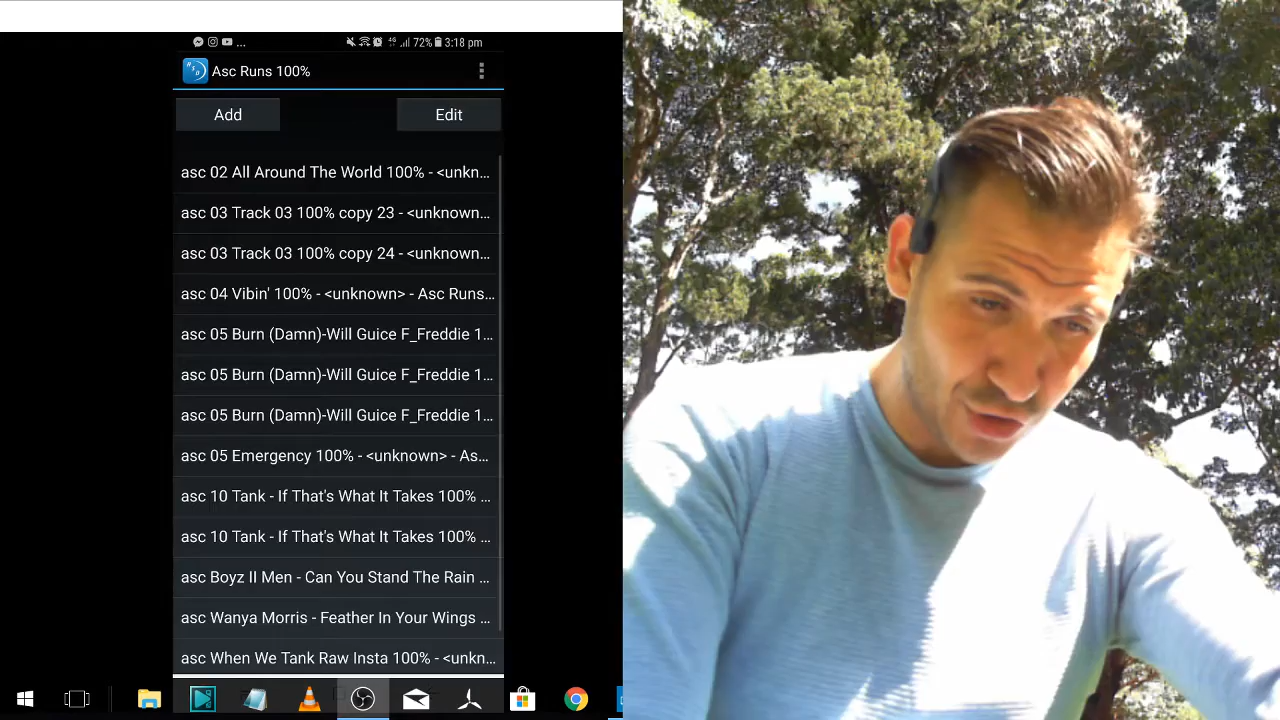 ... 4G 72% 3:18 pm
Asc Runs 100%
Add Edit
asc 02 All Around The World 100% - <unkn...
asc 03 Track 03 100% copy 23 - <unknown...
asc 03 Track 03 100% copy 24 - <unknown...
asc 04 Vibin' 100% - <unknown> - Asc Runs...
asc 05 Burn (Damn)-Will Guice F_Freddie 1...
asc 05 Burn (Damn)-Will Guice F_Freddie 1...
asc 05 Burn (Damn)-Will Guice F_Freddie 1...
asc 05 Emergency 100% - <unknown> - As...
asc 10 Tank - If That's What It Takes 100% ...
asc 10 Tank - If That's What It Takes 100% ...
asc Boyz II Men - Can You Stand The Rain ...
asc Wanya Morris - Feather In Your Wings ...
asc When We Tank Raw Insta 100% - <unkn...